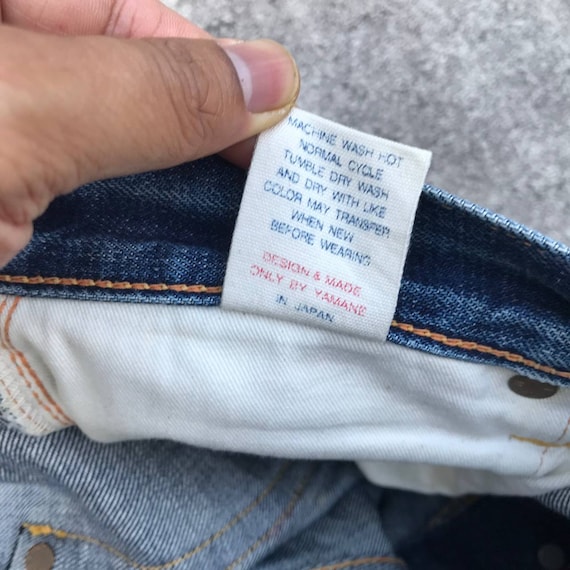 MACHINE WASH HOT
NORMAL CYCLE
TUMBLE DRY WASH
AND DRY WITH LIKE
COLOR MAY TRANSFER
WHEN NEW
BEFORE WEARING
DESIGN & MADE
ONLY BY YAMANE
IN JAPAN